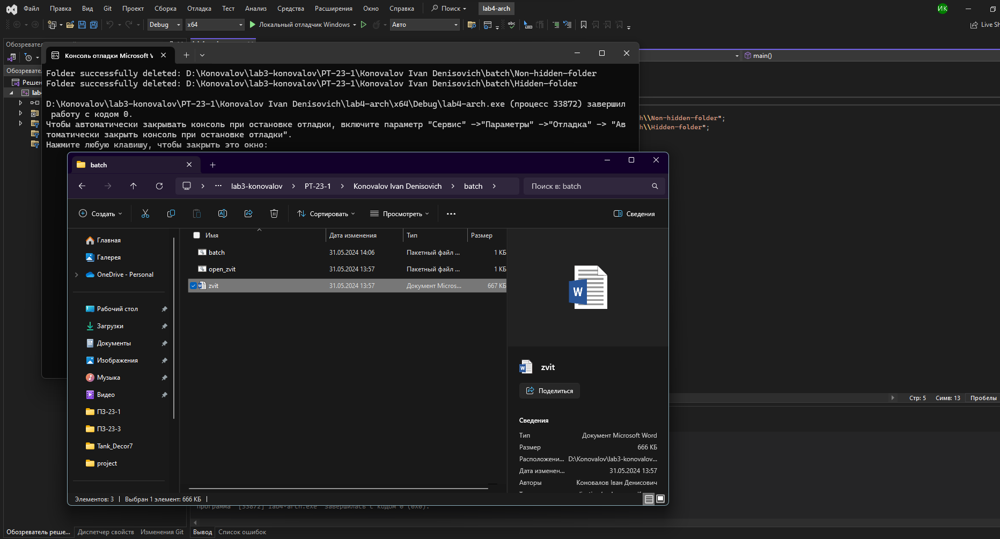 Файл Правка Вид Git Проект Сборка Отладка Тест Анализ Средства Расширения Окно Справка Поиск lab4-arch ИК
Debug x64 Локальный отладчик Windows Авто abc Live Sh
Обозревател
main()
Консоль отладки Microsoft V
Обозревате.
Решен
lab4
Folder successfully deleted: D:\Konovalov\lab3-konovalov\PT-23-1\Konovalov Ivan Denisovich\batch\Non-hidden-folder
Folder successfully deleted: D:\Konovalov\lab3-konovalov\PT-23-1\Konovalov Ivan Denisovich\batch\Hidden-folder
D:\Konovalov\lab3-konovalov\PT-23-1\Konovalov Ivan Denisovich\lab4-arch\x64\Debug\lab4-arch.exe (процесс 33872) завершил
работу с кодом 0.
Чтобы автоматически закрывать консоль при остановке отладки, включите параметр "Сервис" ->"Параметры" ->"Отладка" -> "Ав
томатически закрыть консоль при остановке отладки".
Нажмите любую клавишу, чтобы закрыть это окно:
h\\Non-hidden-folder";
h\\Hidden-folder";
batch
lab3-konovalov PT-23-1 Konovalov Ivan Denisovich batch Поиск в: batch
Создать Сортировать Просмотреть Сведения
Главная
Галерея
OneDrive - Personal
Рабочий стол
Загрузки
Документы
Изображения
Музыка
Видео
ПЗ-23-1
ПЗ-23-3
Tank_Decor7
project
Имя Дата изменения Тип Размер
batch 31.05.2024 14:06 Пакетный файл ... 1 КБ
open_zvit 31.05.2024 13:57 Пакетный файл ... 1 КБ
zvit 31.05.2024 13:57 Документ Micros... 667 КБ
W
zvit
Поделиться
Сведения
Тип Документ Microsoft Word
Размер 666 КБ
Расположени... D:\Konovalov\lab3-konovalov...
Дата изменен... 31.05.2024 13:57
Авторы Коновалов Іван Денисович
Элементов: 3 Выбран 1 элемент: 666 КБ
Стр: 5 Симв: 13 Пробелы
Программа "[33872] lab4-arch.exe" завершилась с кодом 0 (0x0).
Обозреватель реше... Диспетчер свойств Изменения Git Вывод Список ошибок